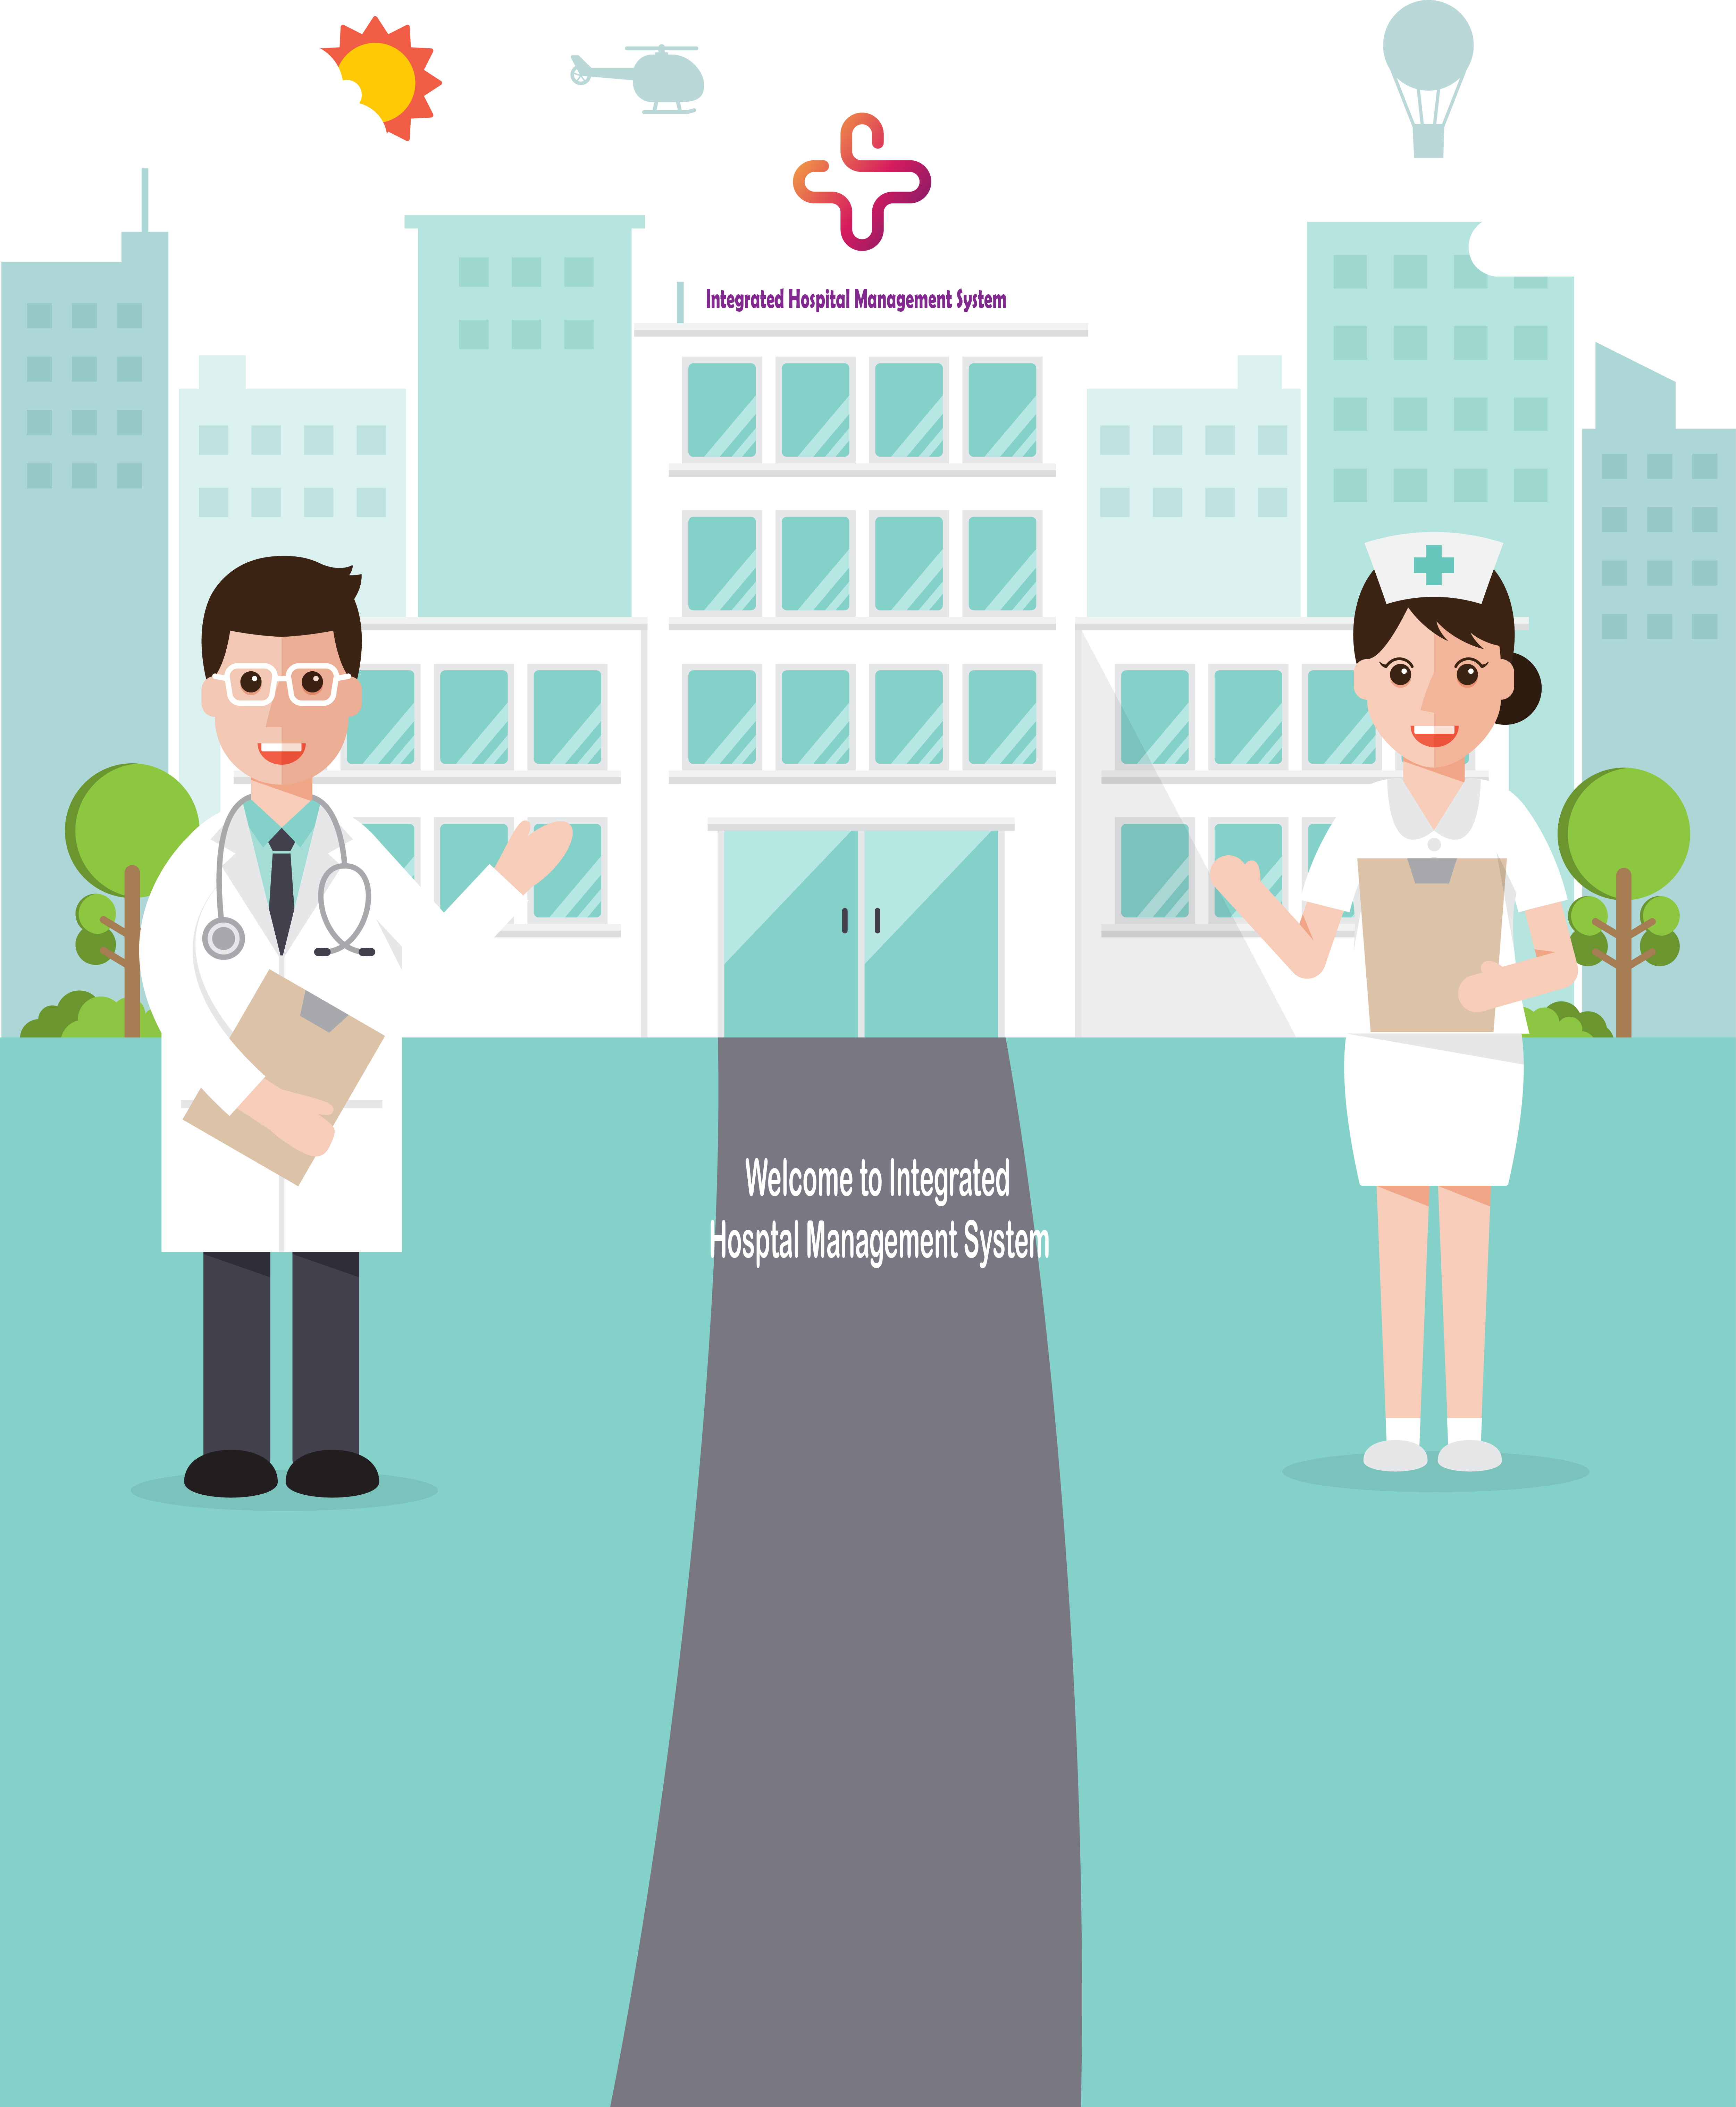 Integrated Hospital Management System
Welcome to Integrated
Hosptal Management System